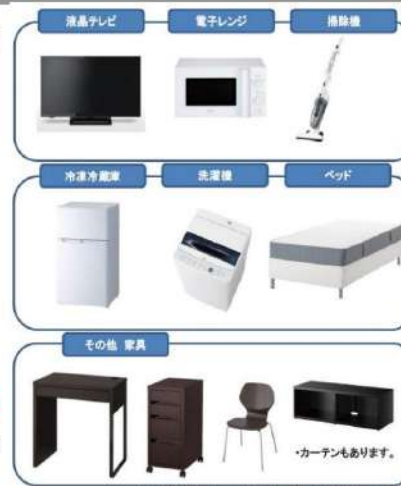 液晶テレビ
電子レンジ
掃除機
冷凍冷蔵庫
洗濯機
ベッド
その他 家具
・カーテンもあります。